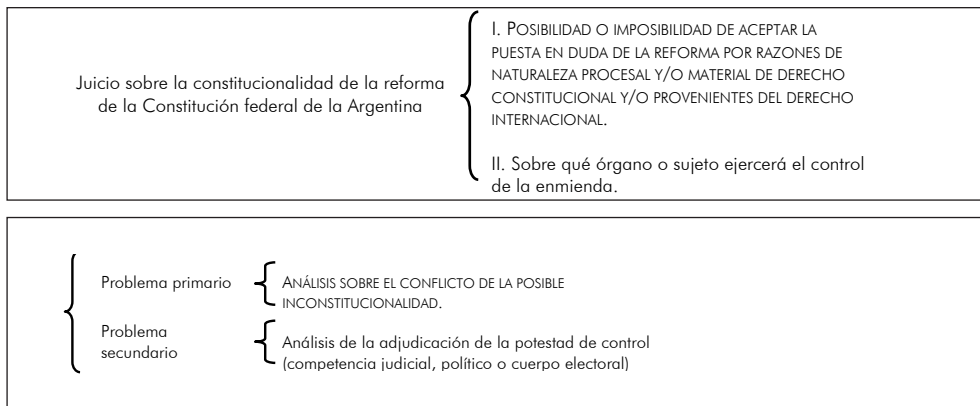 Juicio sobre la constitucionalidad de la reforma
de la Constitución federal de la Argentina
I. POSIBILIDAD O IMPOSIBILIDAD DE ACEPTAR LA
PUESTA EN DUDA DE LA REFORMA POR RAZONES DE
NATURALEZA PROCESAL Y/O MATERIAL DE DERECHO
CONSTITUCIONAL Y/O PROVENIENTES DEL DERECHO
INTERNACIONAL.
II. Sobre qué órgano o sujeto ejercerá el control
de la enmienda.
Problema primario
ANÁLISIS SOBRE EL CONFLICTO DE LA POSIBLE
INCONSTITUCIONALIDAD.
Problema
secundario
Análisis de la adjudicación de la potestad de control
(competencia judicial, político o cuerpo electoral)